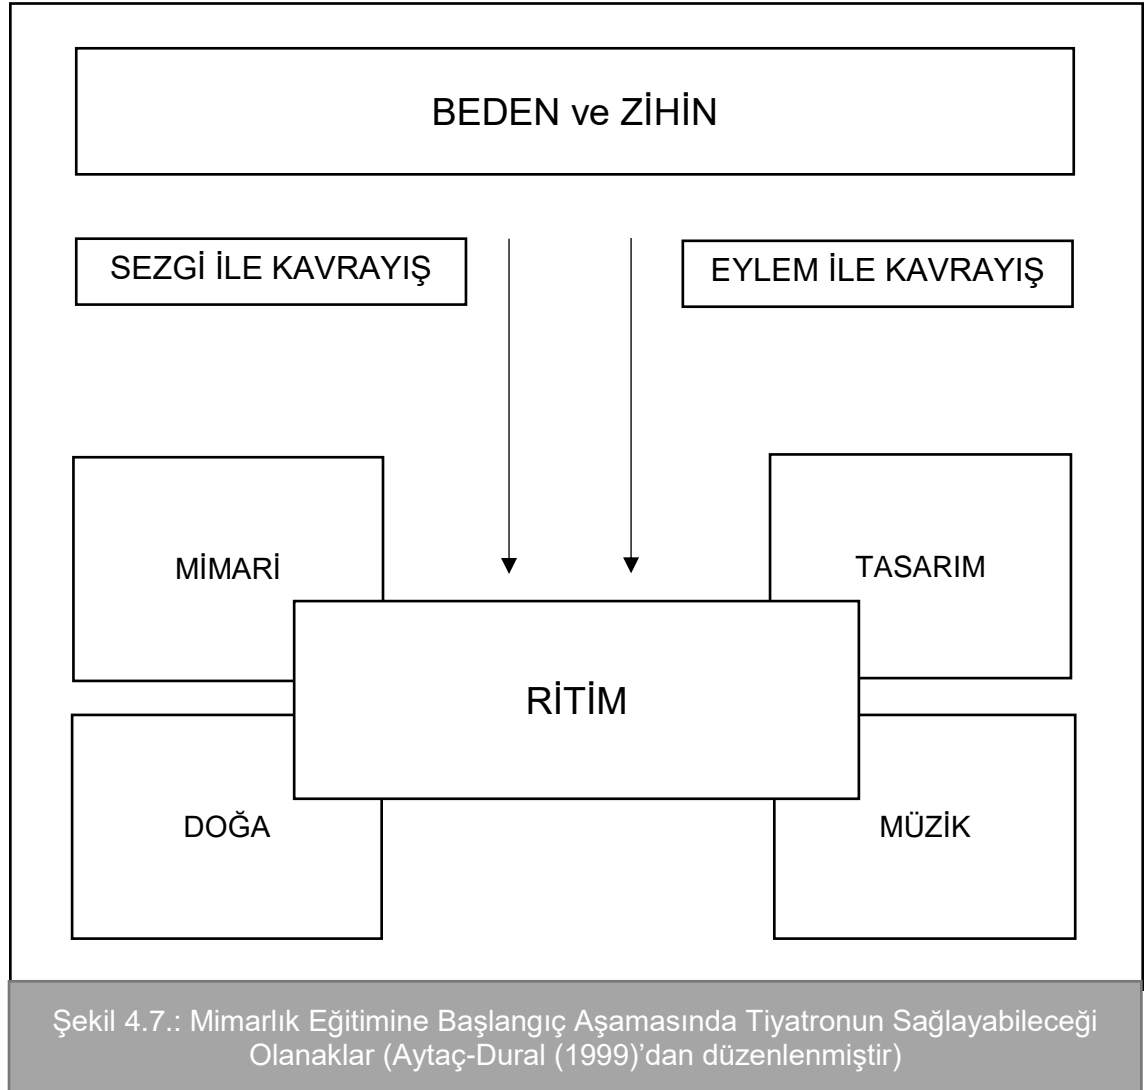 BEDEN ve ZİHİN
SEZGİ İLE KAVRAYIŞ
EYLEM İLE KAVRAYIŞ
MİMARİ
TASARIM
RİTİM
DOĞA
MÜZİK
Şekil 4.7.: Mimarlık Eğitimine Başlangıç Aşamasında Tiyatronun Sağlayabileceği
Olanaklar (Aytaç-Dural (1999)’dan düzenlenmiştir)